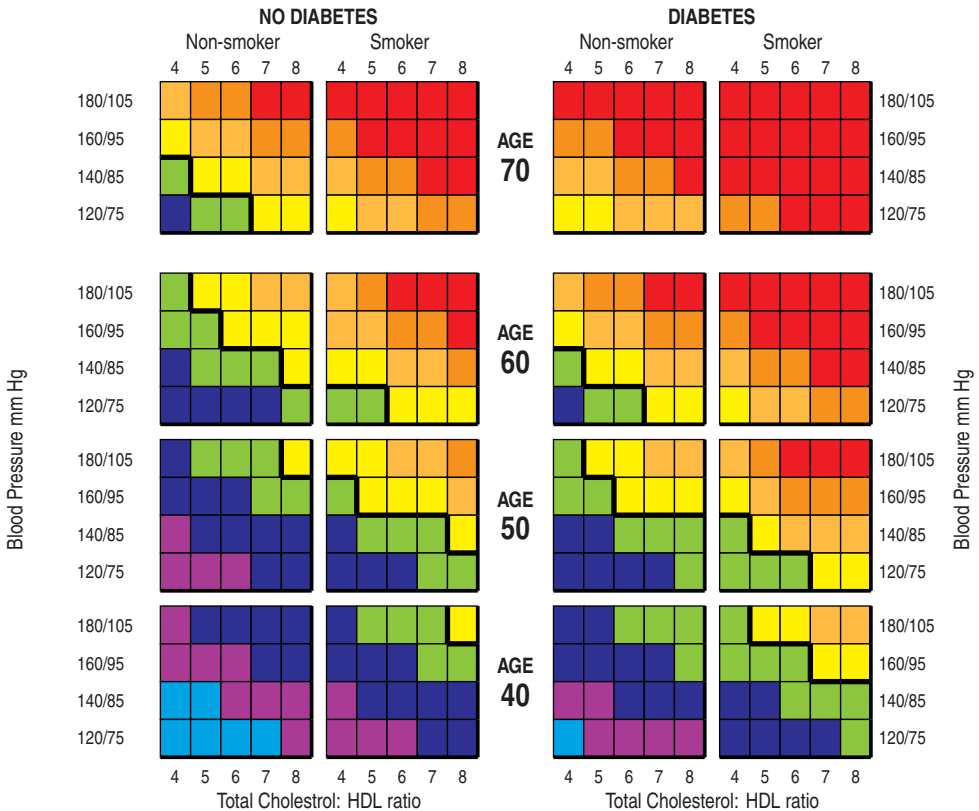 NO DIABETES DIABETES
Non-smoker Smoker Non-smoker Smoker
4 5 6 7 8 4 5 6 7 8 4 5 6 7 8 4 5 6 7 8
180/105 180/105
160/95 AGE 160/95
140/85 70 140/85
120/75 120/75
180/105 180/105
160/95 AGE 160/95
140/85 60 140/85
120/75 120/75
Blood Pressure mm Hg Blood Pressure mm Hg
180/105 180/105
160/95 AGE 160/95
140/85 50 140/85
120/75 120/75
180/105 180/105
160/95 AGE 160/95
140/85 40 140/85
120/75 120/75
4 5 6 7 8 4 5 6 7 8 4 5 6 7 8 4 5 6 7 8
Total Cholestrol: HDL ratio Total Cholesterol: HDL ratio